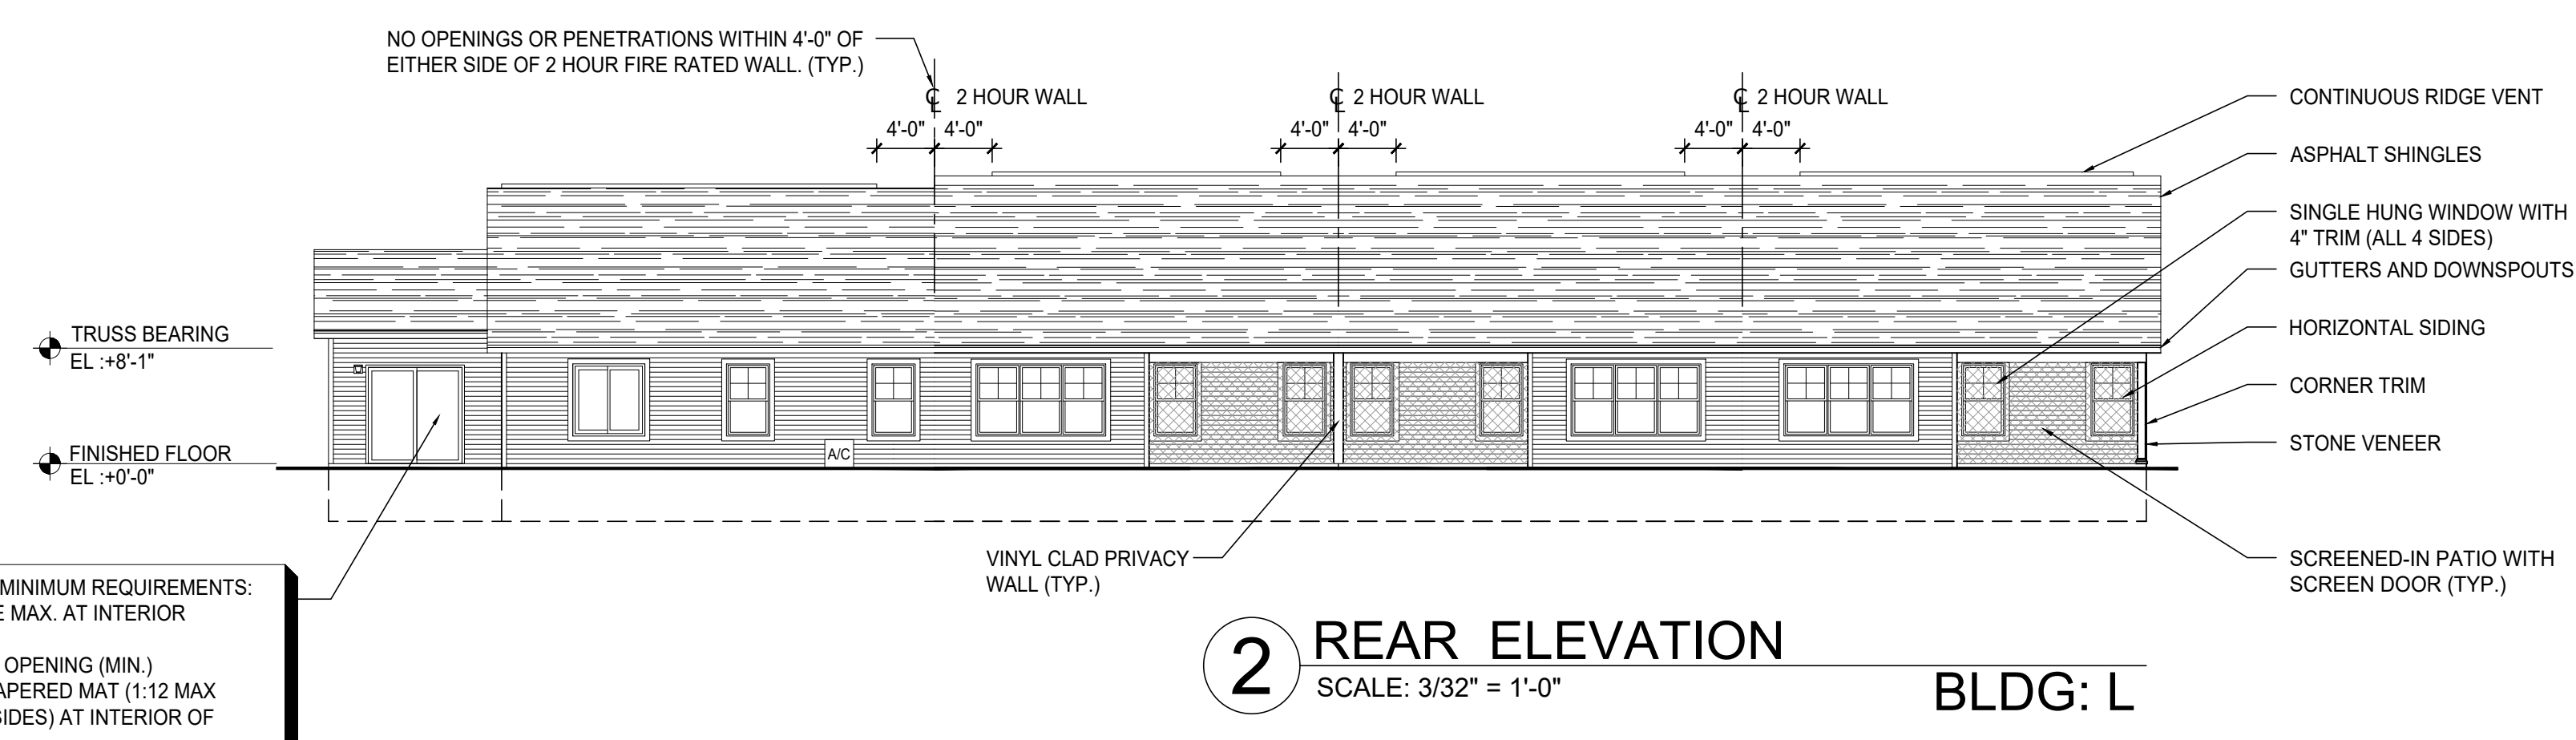 NO OPENINGS OR PENETRATIONS WITHIN 4'-0" OF
EITHER SIDE OF 2 HOUR FIRE RATED WALL. (TYP.)
℄ 2 HOUR WALL
℄ 2 HOUR WALL
℄ 2 HOUR WALL
4'-0" 4'-0"
4'-0" 4'-0"
4'-0" 4'-0"
CONTINUOUS RIDGE VENT
ASPHALT SHINGLES
SINGLE HUNG WINDOW WITH
4" TRIM (ALL 4 SIDES)
GUTTERS AND DOWNSPOUTS
HORIZONTAL SIDING
CORNER TRIM
STONE VENEER
SCREENED-IN PATIO WITH
SCREEN DOOR (TYP.)
TRUSS BEARING
EL :+8'-1"
FINISHED FLOOR
EL :+0'-0"
A/C
VINYL CLAD PRIVACY
WALL (TYP.)
MINIMUM REQUIREMENTS:
MAX. AT INTERIOR
OPENING (MIN.)
MAT (1:12 MAX
AT INTERIOR OF
2
REAR ELEVATION
SCALE: 3/32" = 1'-0"
BLDG: L